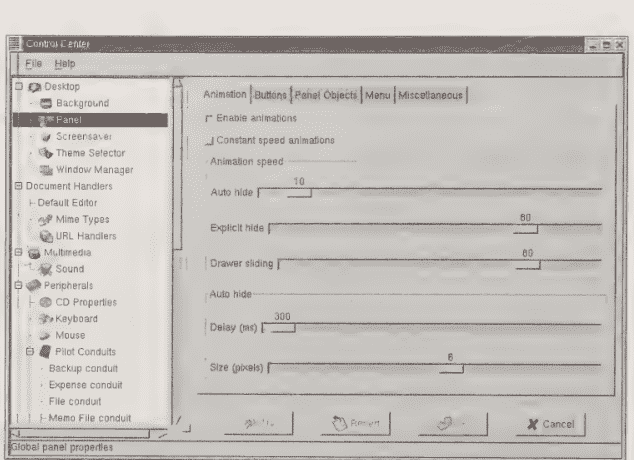 Control Center
File Help
Desktop
Background
Panel
Screensaver
Theme Selector
Window Manager
Document Handlers
Default Editor
Mime Types
URL Handlers
Multimedia
Sound
Peripherals
CD Properties
Keyboard
Mouse
Pilot Conduits
Backup conduit
Expense conduit
File conduit
Memo File conduit
Animation Buttons Panel Objects Menu Miscellaneous
Enable animations
Constant speed animations
Animation speed
10
Auto hide
60
Explicit hide
60
Drawer sliding
Auto hide
300
Delay (ms)
6
Size (pixels)
Revert Cancel
Global panel properties